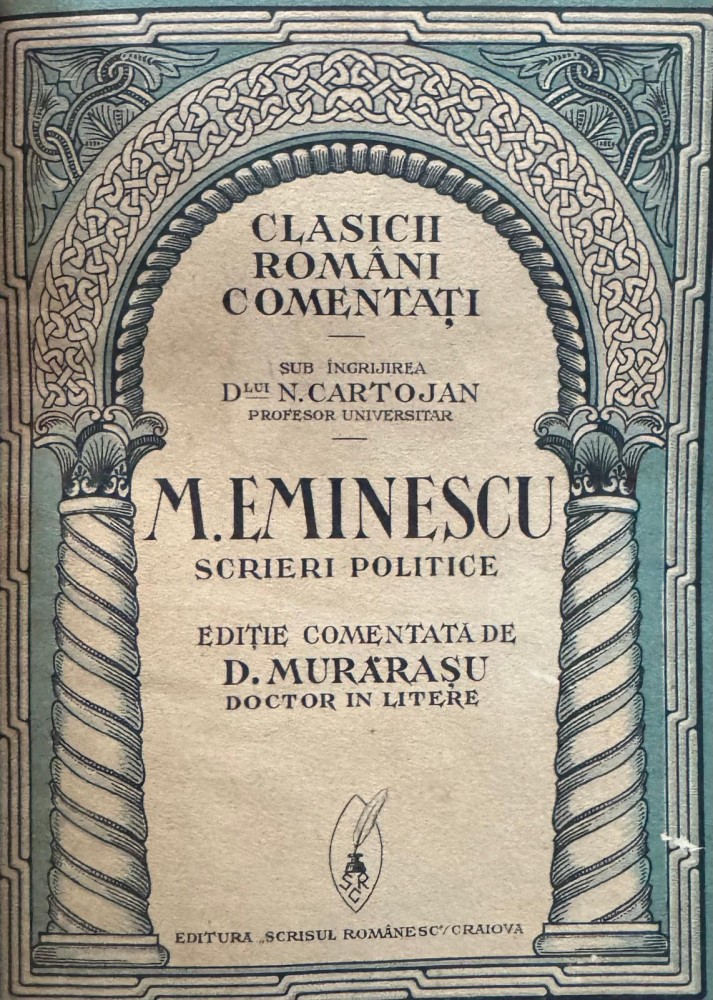 CLASICII
ROMÂNI
COMENTAȚI
SUB ÎNGRIJIREA
DLUI N. CARTOJAN
PROFESOR UNIVERSITAR
M. EMINESCU
SCRIERI POLITICE
EDIȚIE COMENTATĂ DE
D. MURĂRAȘU
DOCTOR IN LITERE
S R
C
EDITURA „SCRISUL ROMÂNESC"/CRAIOVA